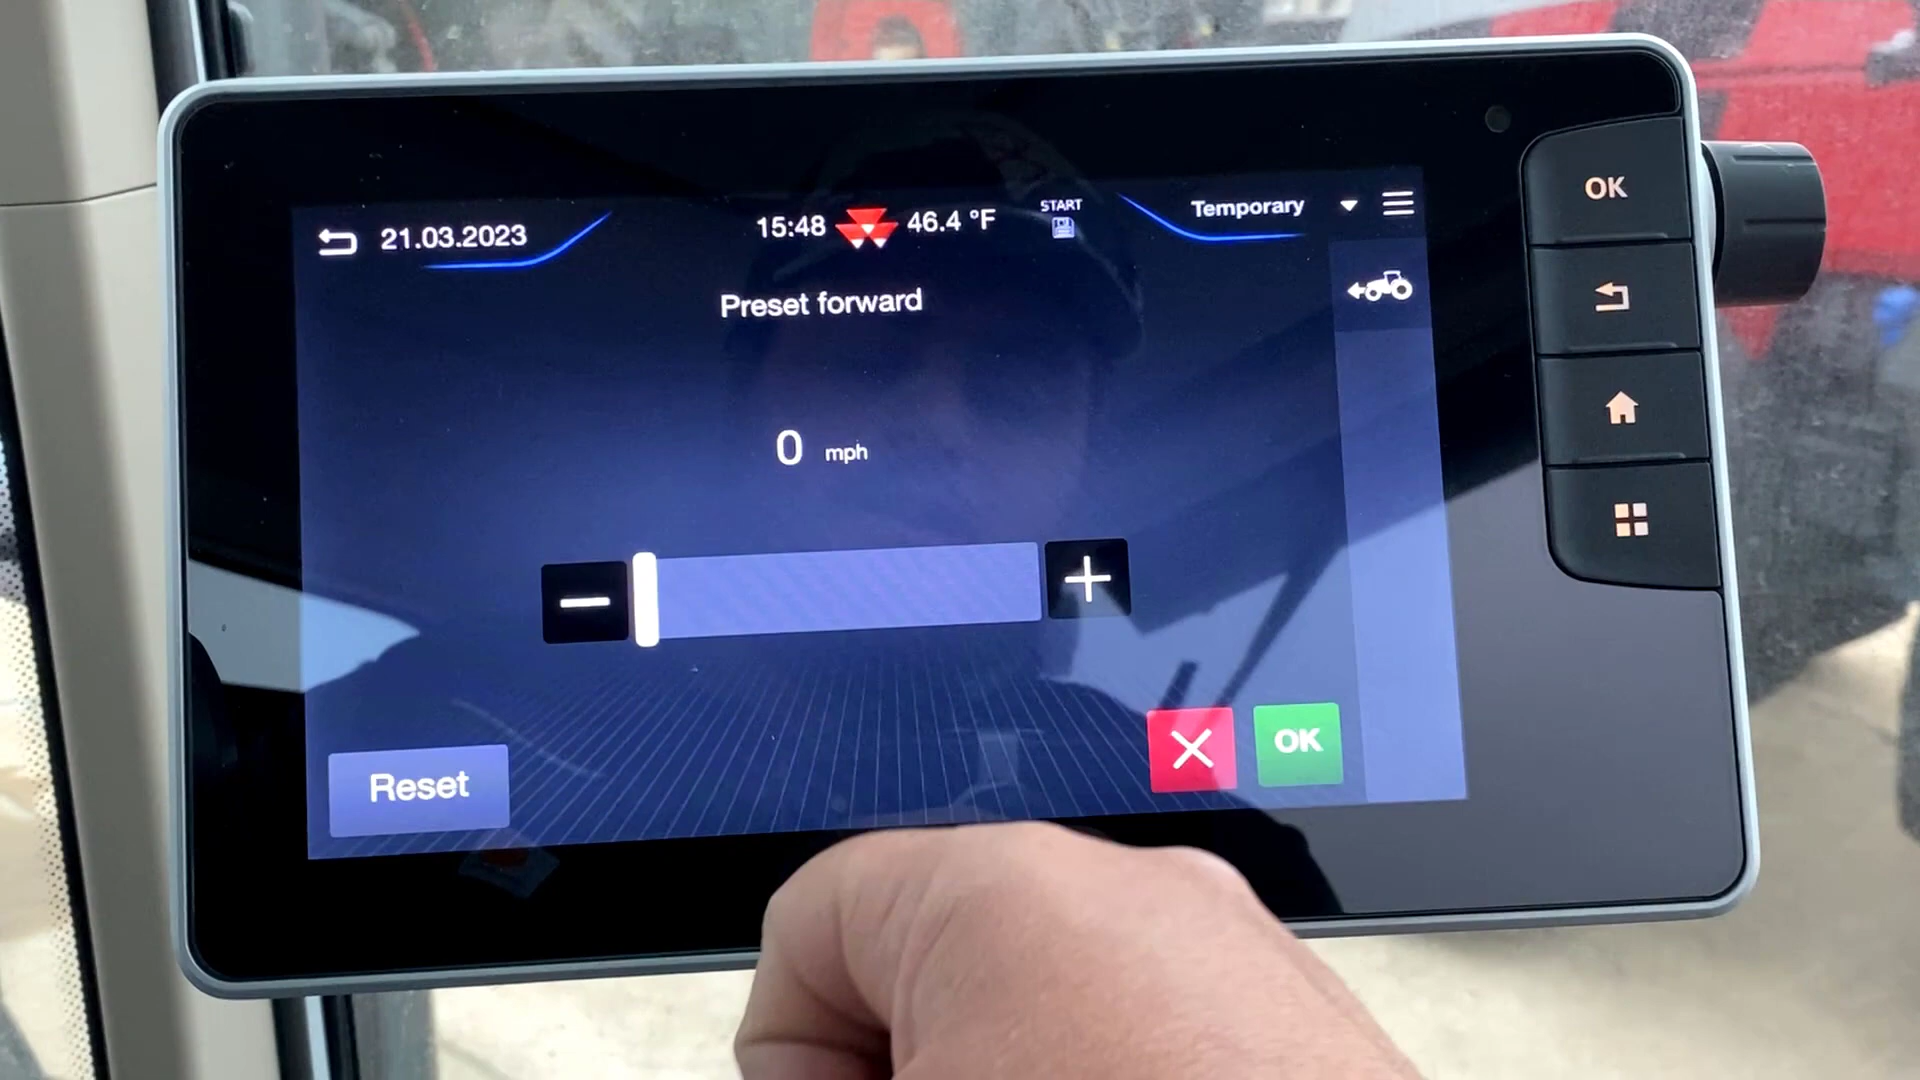 21.03.2023
15:48
46.4 °F
START
Temporary
OK
Preset forward
0 mph
Reset
OK